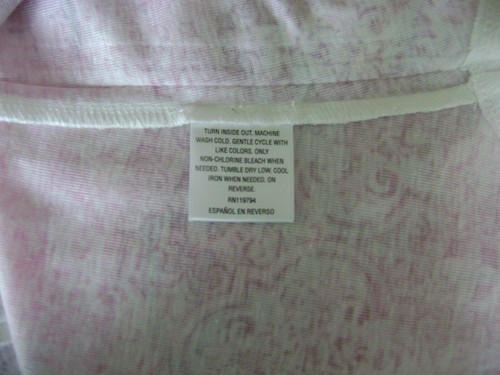 TURN INSIDE OUT, MACHINE
WASH COLD, GENTLE CYCLE WITH
LIKE COLORS, ONLY
NON-CHLORINE BLEACH WHEN
NEEDED. TUMBLE DRY LOW, COOL
IRON WHEN NEEDED, ON
REVERSE.
RN119794
ESPAÑOL EN REVERSO